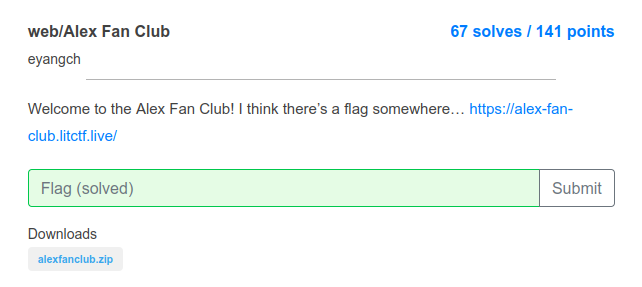 web/Alex Fan Club 67 solves / 141 points
eyangch
Welcome to the Alex Fan Club! I think there's a flag somewhere… https://alex-fan-
club.litctf.live/
Flag (solved) Submit
Downloads
alexfanclub.zip